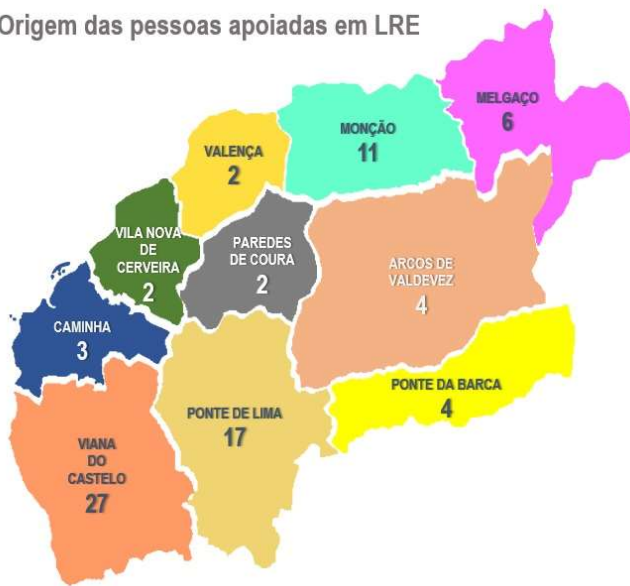 Origem das pessoas apoiadas em LRE
MELGAÇO
6
MONÇÃO
11
VALENÇA
2
VILA NOVA
DE
CERVEIRA
2
PAREDES
DE COURA
2
ARCOS DE
VALDEVEZ
4
CAMINHA
3
PONTE DA BARCA
4
PONTE DE LIMA
17
VIANA
DO
CASTELO
27